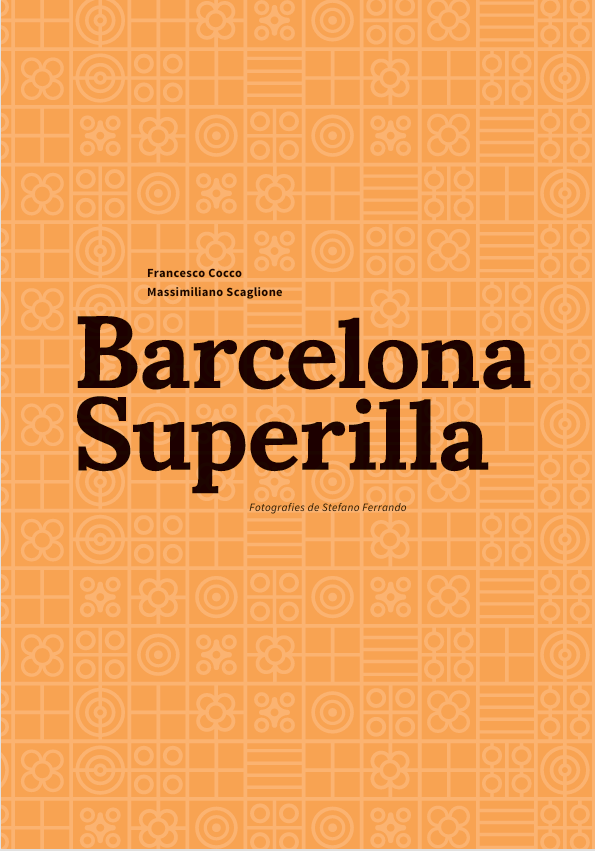 Francesco Cocco
Massimiliano Scaglione
Barcelona
Superilla
Fotografies de Stefano Ferrando